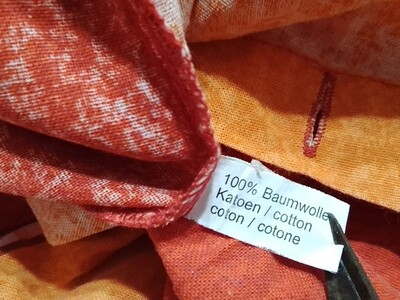 100% Baumwolle
Katoen / cotton
coton / cotone